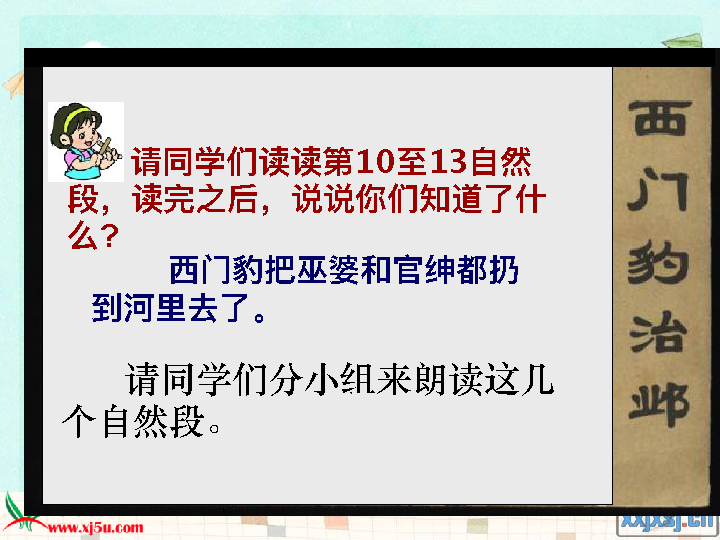 请同学们读读第10至13自然
段，读完之后，说说你们知道了什
么?
西门豹把巫婆和官绅都扔
到河里去了。
请同学们分小组来朗读这几
个自然段。
西门豹治邺
www.xj5u.com
xxjxsj.cn